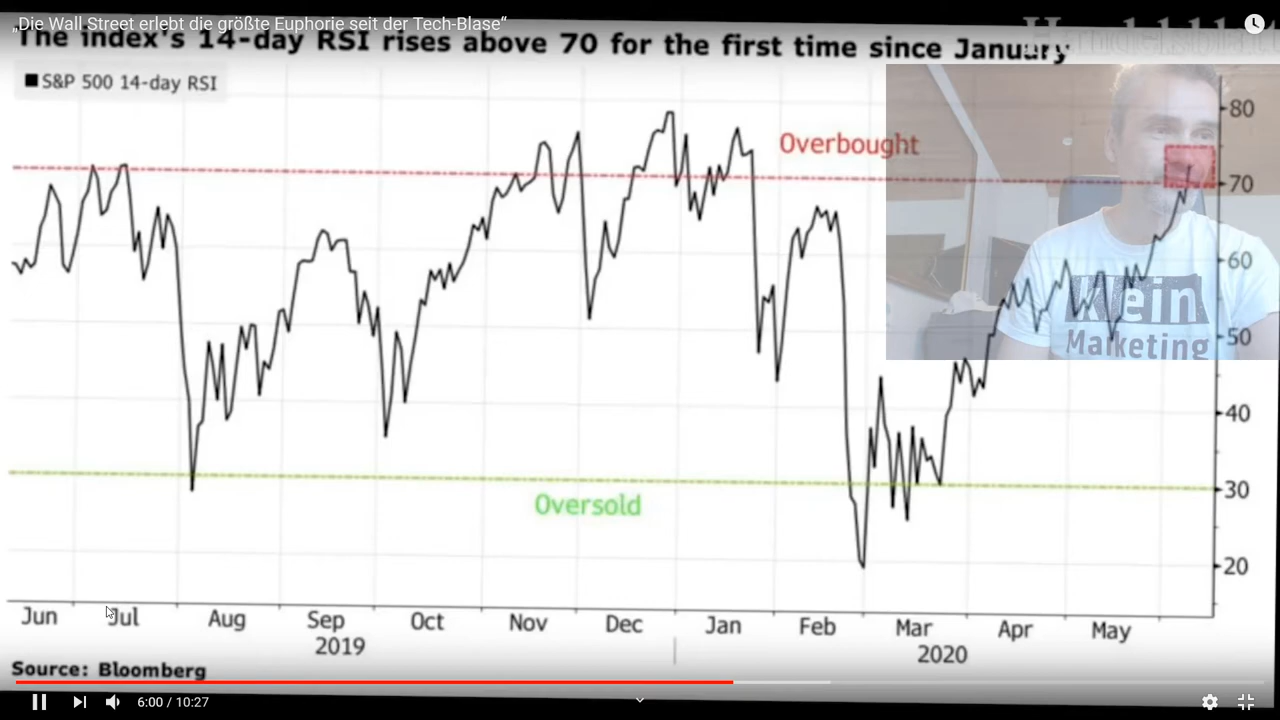 „Die Wall Street erlebt die größte Euphorie seit der Tech-Blase“
The index's 14-day RSI rises above 70 for the first time since January
S&P 500 14-day RSI
Overbought
Oversold
80
70
60
50
40
30
20
Klein
Marketing
Jun Jul Aug Sep Oct Nov Dec Jan Feb Mar Apr May
2019 2020
Source: Bloomberg
6:00 / 10:27